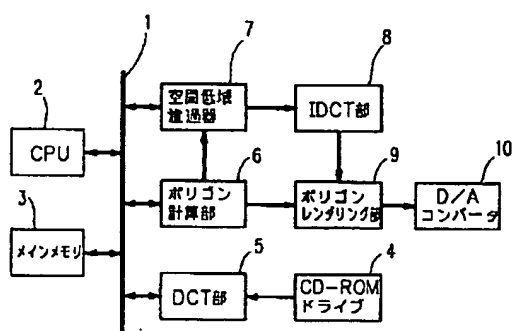 1
2
CPU
3
メインメモリ
7
空間低域
濾過器
8
IDCT部
6
ポリゴン
計算部
9
ポリゴン
レンダリング部
10
D/A
コンバータ
5
DCT部
4
CD-ROM
ドライブ